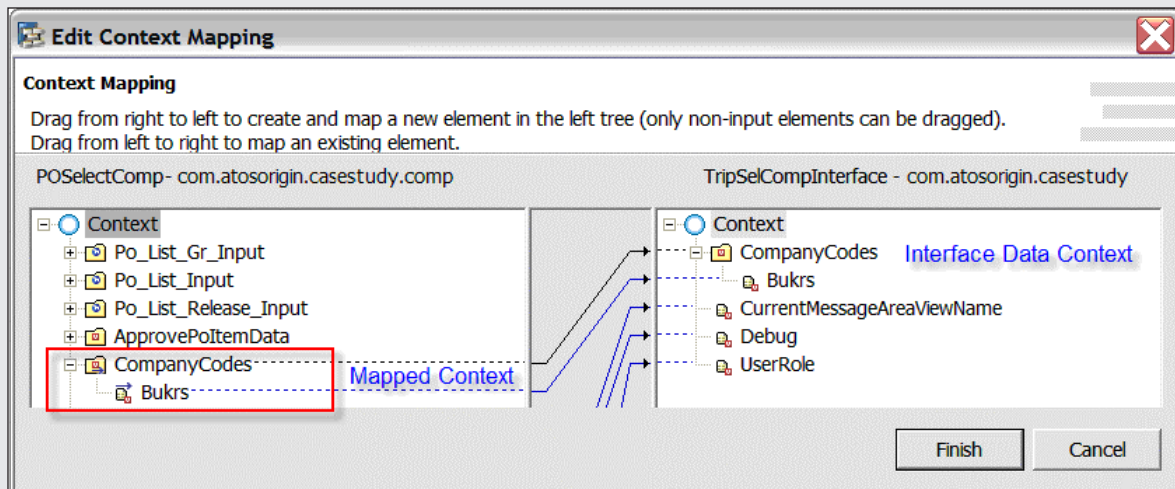 Edit Context Mapping
Context Mapping
Drag from right to left to create and map a new element in the left tree (only non-input elements can be dragged).
Drag from left to right to map an existing element.
POSelectComp- com.atosorigin.casestudy.comp
TripSelCompInterface - com.atosorigin.casestudy
Context
Po_List_Gr_Input
Po_List_Input
Po_List_Release_Input
ApprovePoItemData
CompanyCodes
Bukrs
Mapped Context
Context
CompanyCodes
Interface Data Context
Bukrs
CurrentMessageAreaViewName
Debug
UserRole
Finish
Cancel